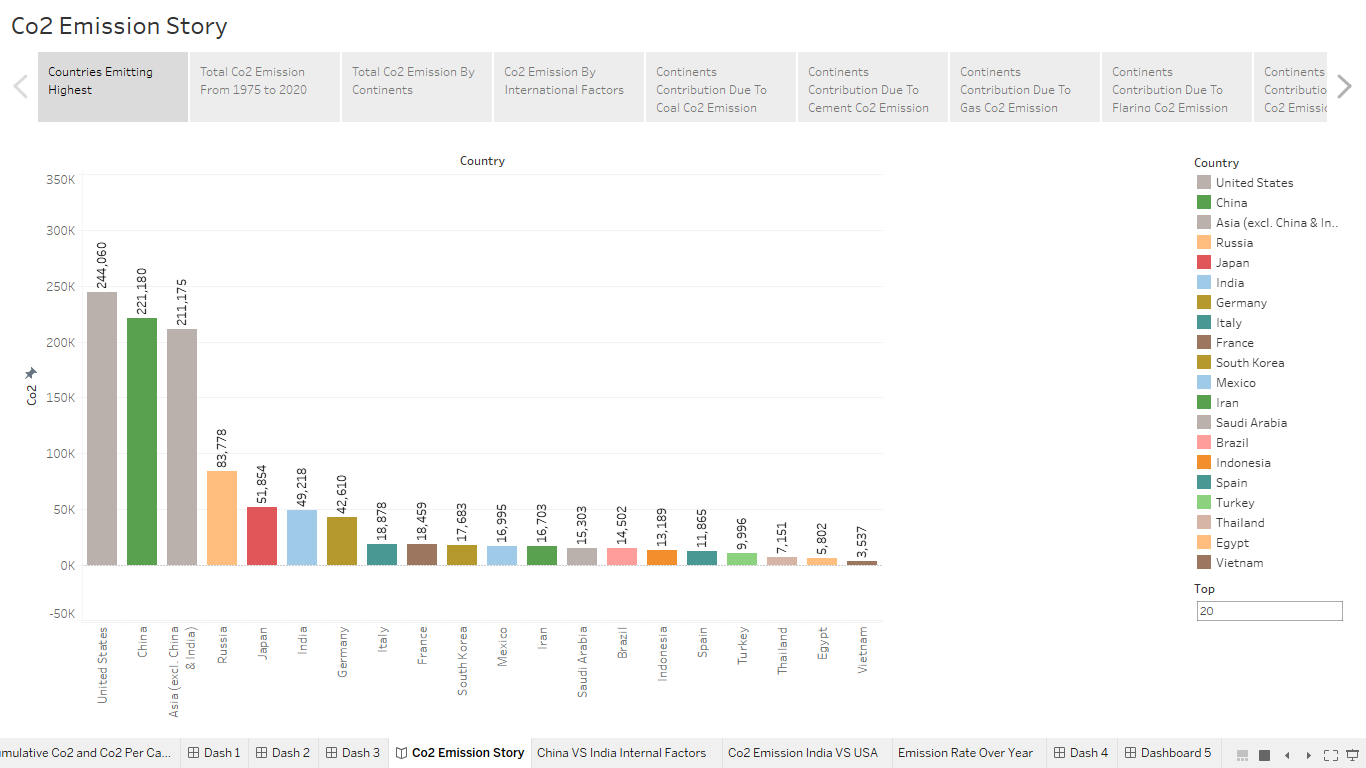 Co2 Emission Story
Countries Emitting
Highest
Total Co2 Emission
From 1975 to 2020
Total Co2 Emission By
Continents
Co2 Emission By
International Factors
Continents
Contribution Due To
Coal Co2 Emission
Continents
Contribution Due To
Cement Co2 Emission
Continents
Contribution Due To
Gas Co2 Emission
Continents
Contribution Due To
Flaring Co2 Emission
Continents
Co2
Country
350K
300K
250K
200K
150K
100K
50K
0K
-50K
Co2
244,060
221,180
211,175
83,778
51,854
49,218
42,610
18,878
18,459
17,683
16,995
16,703
15,303
14,502
13,189
11,865
9,996
7,151
5,802
3,537
United States
China
Asia (excl. China
& India)
Russia
Japan
India
Germany
Italy
France
South Korea
Mexico
Iran
Saudi Arabia
Brazil
Indonesia
Spain
Turkey
Thailand
Egypt
Vietnam
Country
United States
China
Asia (excl. China & In..
Russia
Japan
India
Germany
Italy
France
South Korea
Mexico
Iran
Saudi Arabia
Brazil
Indonesia
Spain
Turkey
Thailand
Egypt
Vietnam
Top
20
Co2 and Co2 Per Ca...
Dash 1
Dash 2
Dash 3
Co2 Emission Story
China VS India Internal Factors
Co2 Emission India VS USA
Emission Rate Over Year
Dash 4
Dashboard 5